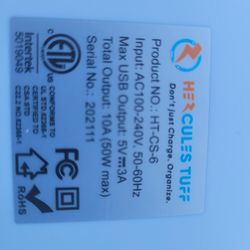 HERCULES TUFF
Don't just Charge. Organize.
Product NO.: HT-CS-6
Input: AC100-240V, 50-60Hz
Max USB Output: 5V⎓3A
Total Output: 10A (50W max)
Serial NO.: 202111
ETL
Intertek
5019049
CONFORMS TO
UL STD.62368-1
CERTIFIED TO
CSA STD.
C22.2 NO.62368-1
FC
RoHS